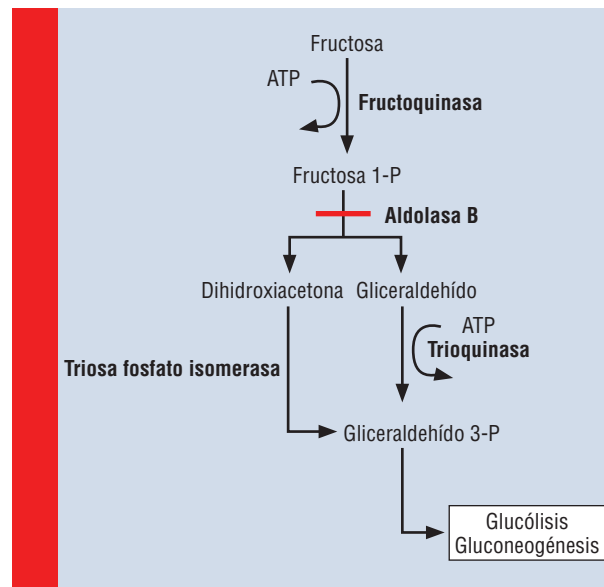 Fructosa
ATP
Fructoquinasa
Fructosa 1-P
Aldolasa B
Dihidroxiacetona Gliceraldehído
ATP
Trioquinasa
Triosa fosfato isomerasa
Gliceraldehído 3-P
Glucólisis
Gluconeogénesis